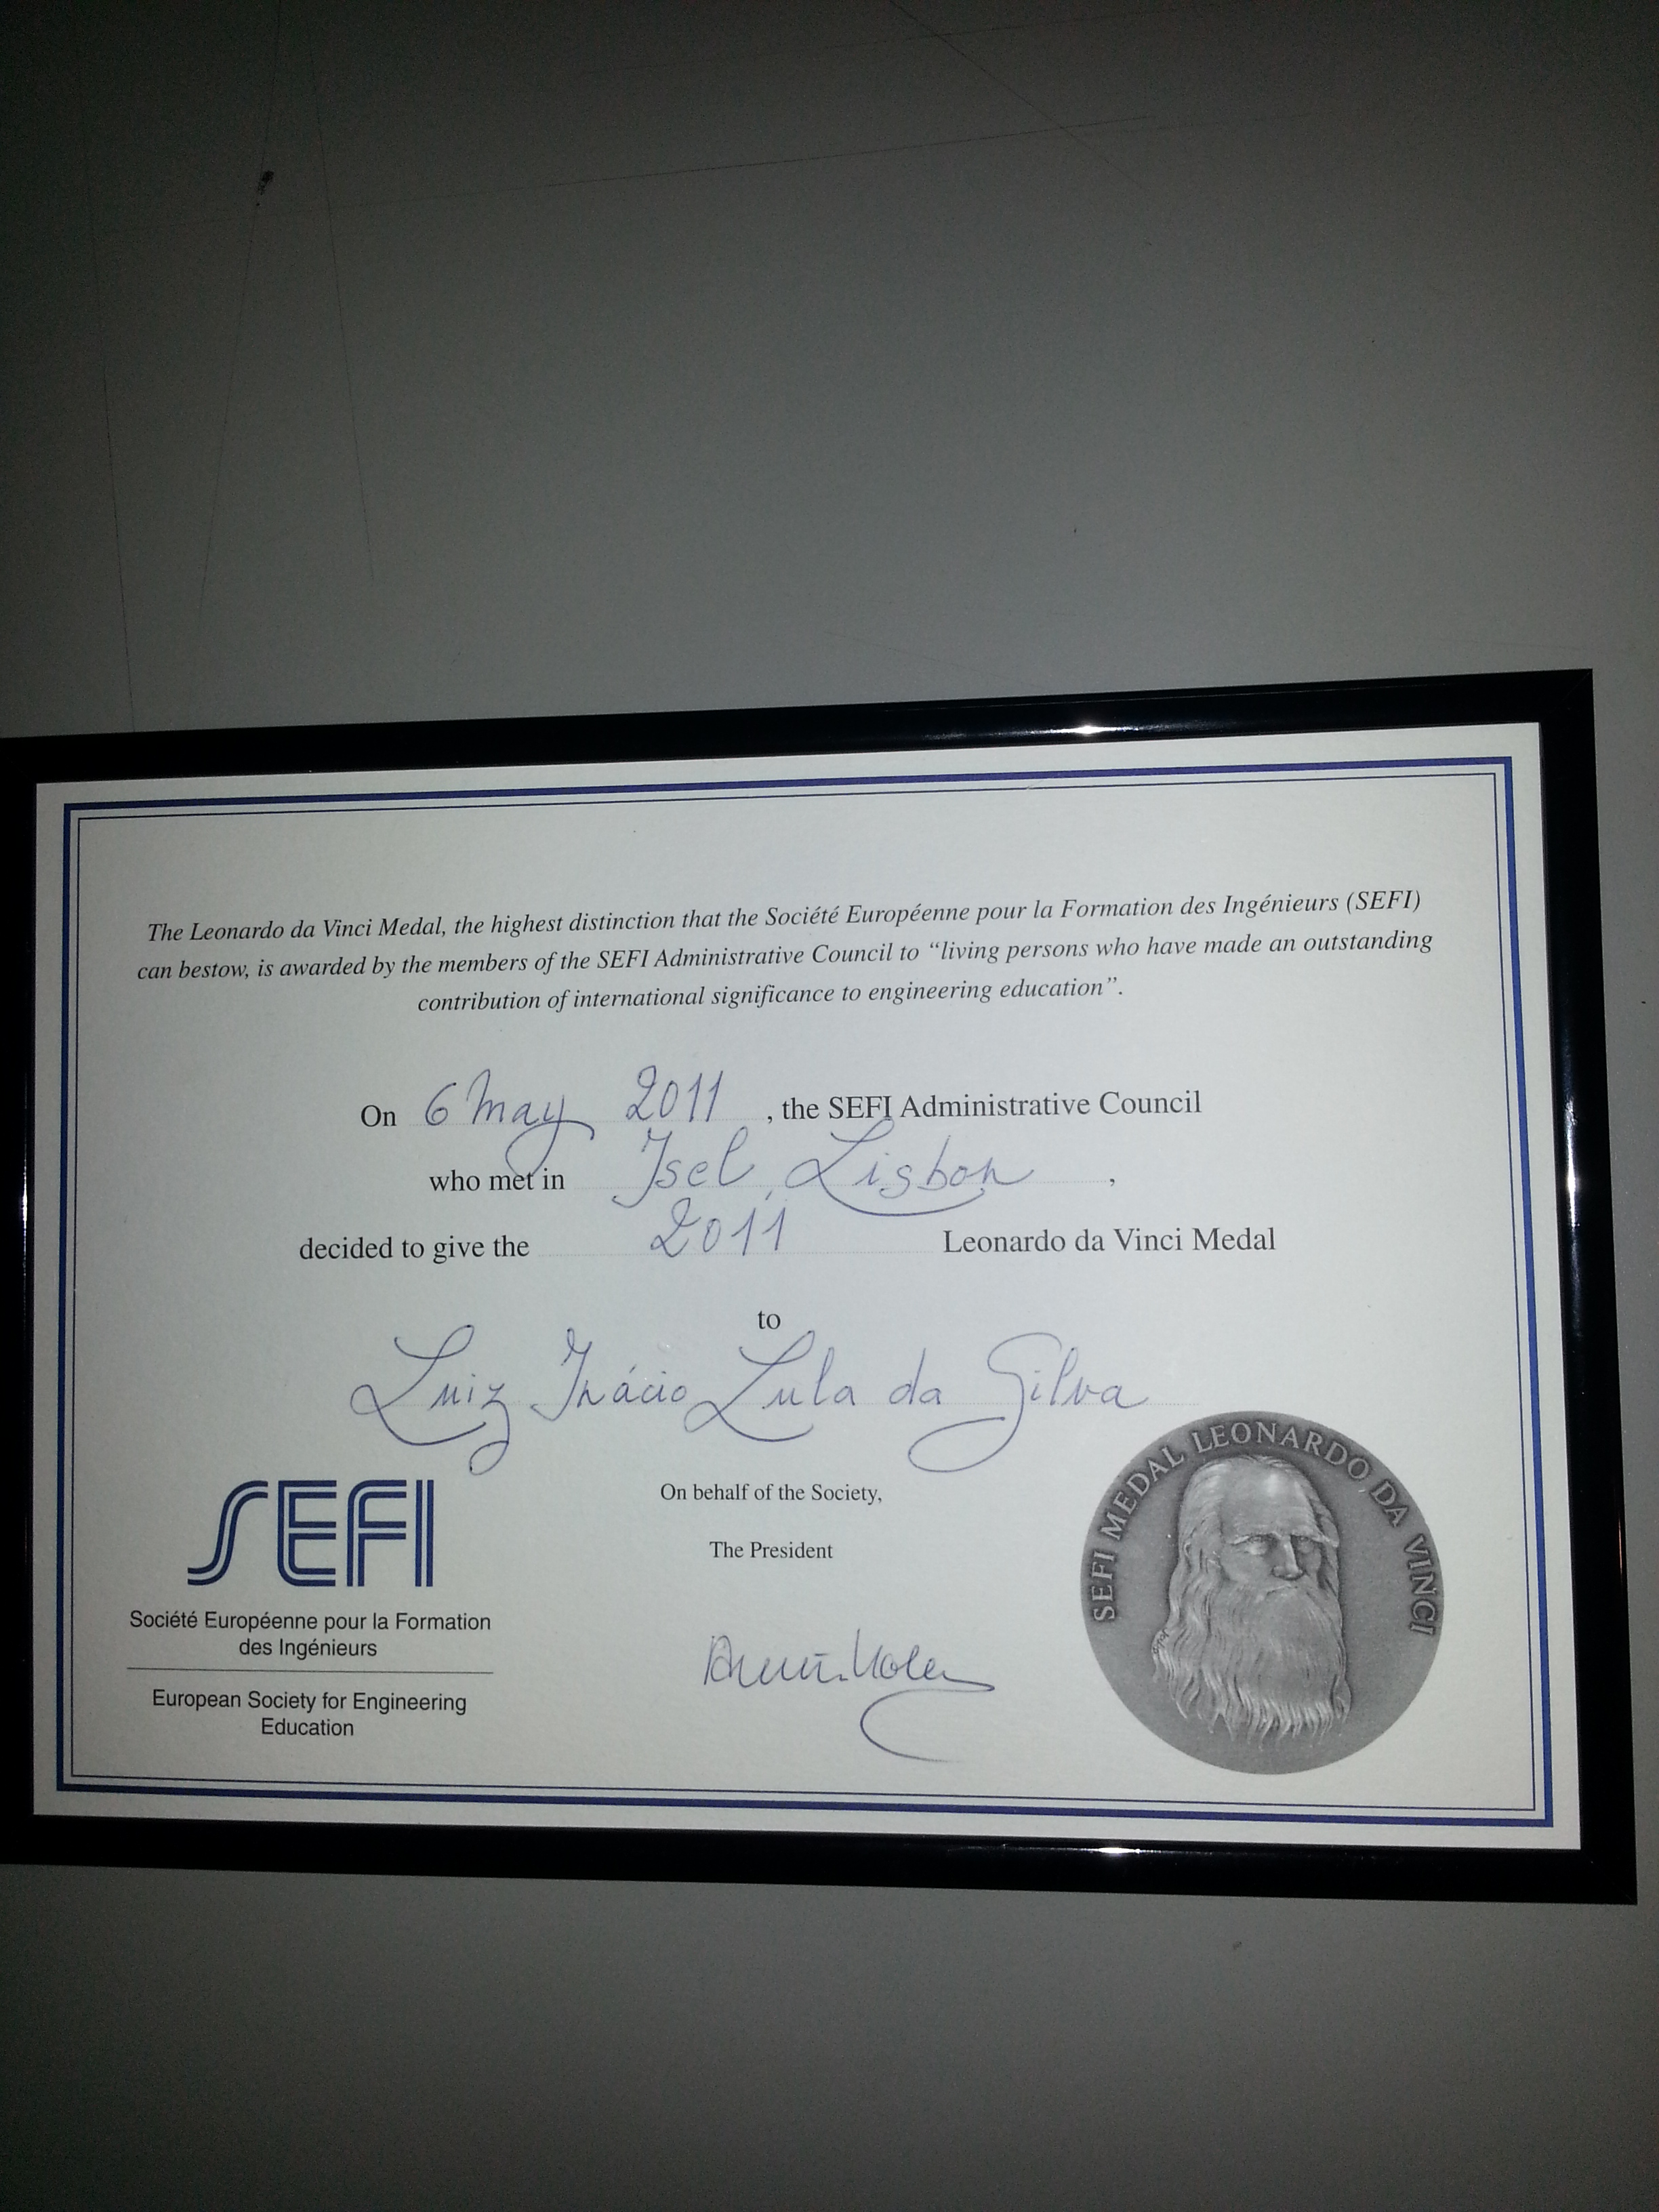 The Leonardo da Vinci Medal, the highest distinction that the Société Européenne pour la Formation des Ingénieurs (SEFI)
can bestow, is awarded by the members of the SEFI Administrative Council to “living persons who have made an outstanding
contribution of international significance to engineering education”.
On 6 May 2011, the SEFI Administrative Council
who met in Isel, Lisbon,
decided to give the 2011 Leonardo da Vinci Medal
to
Luiz Inácio Lula da Silva
On behalf of the Society,
The President
SEFI
Société Européenne pour la Formation
des Ingénieurs
European Society for Engineering
Education
SEFI MEDAL LEONARDO DA VINCI